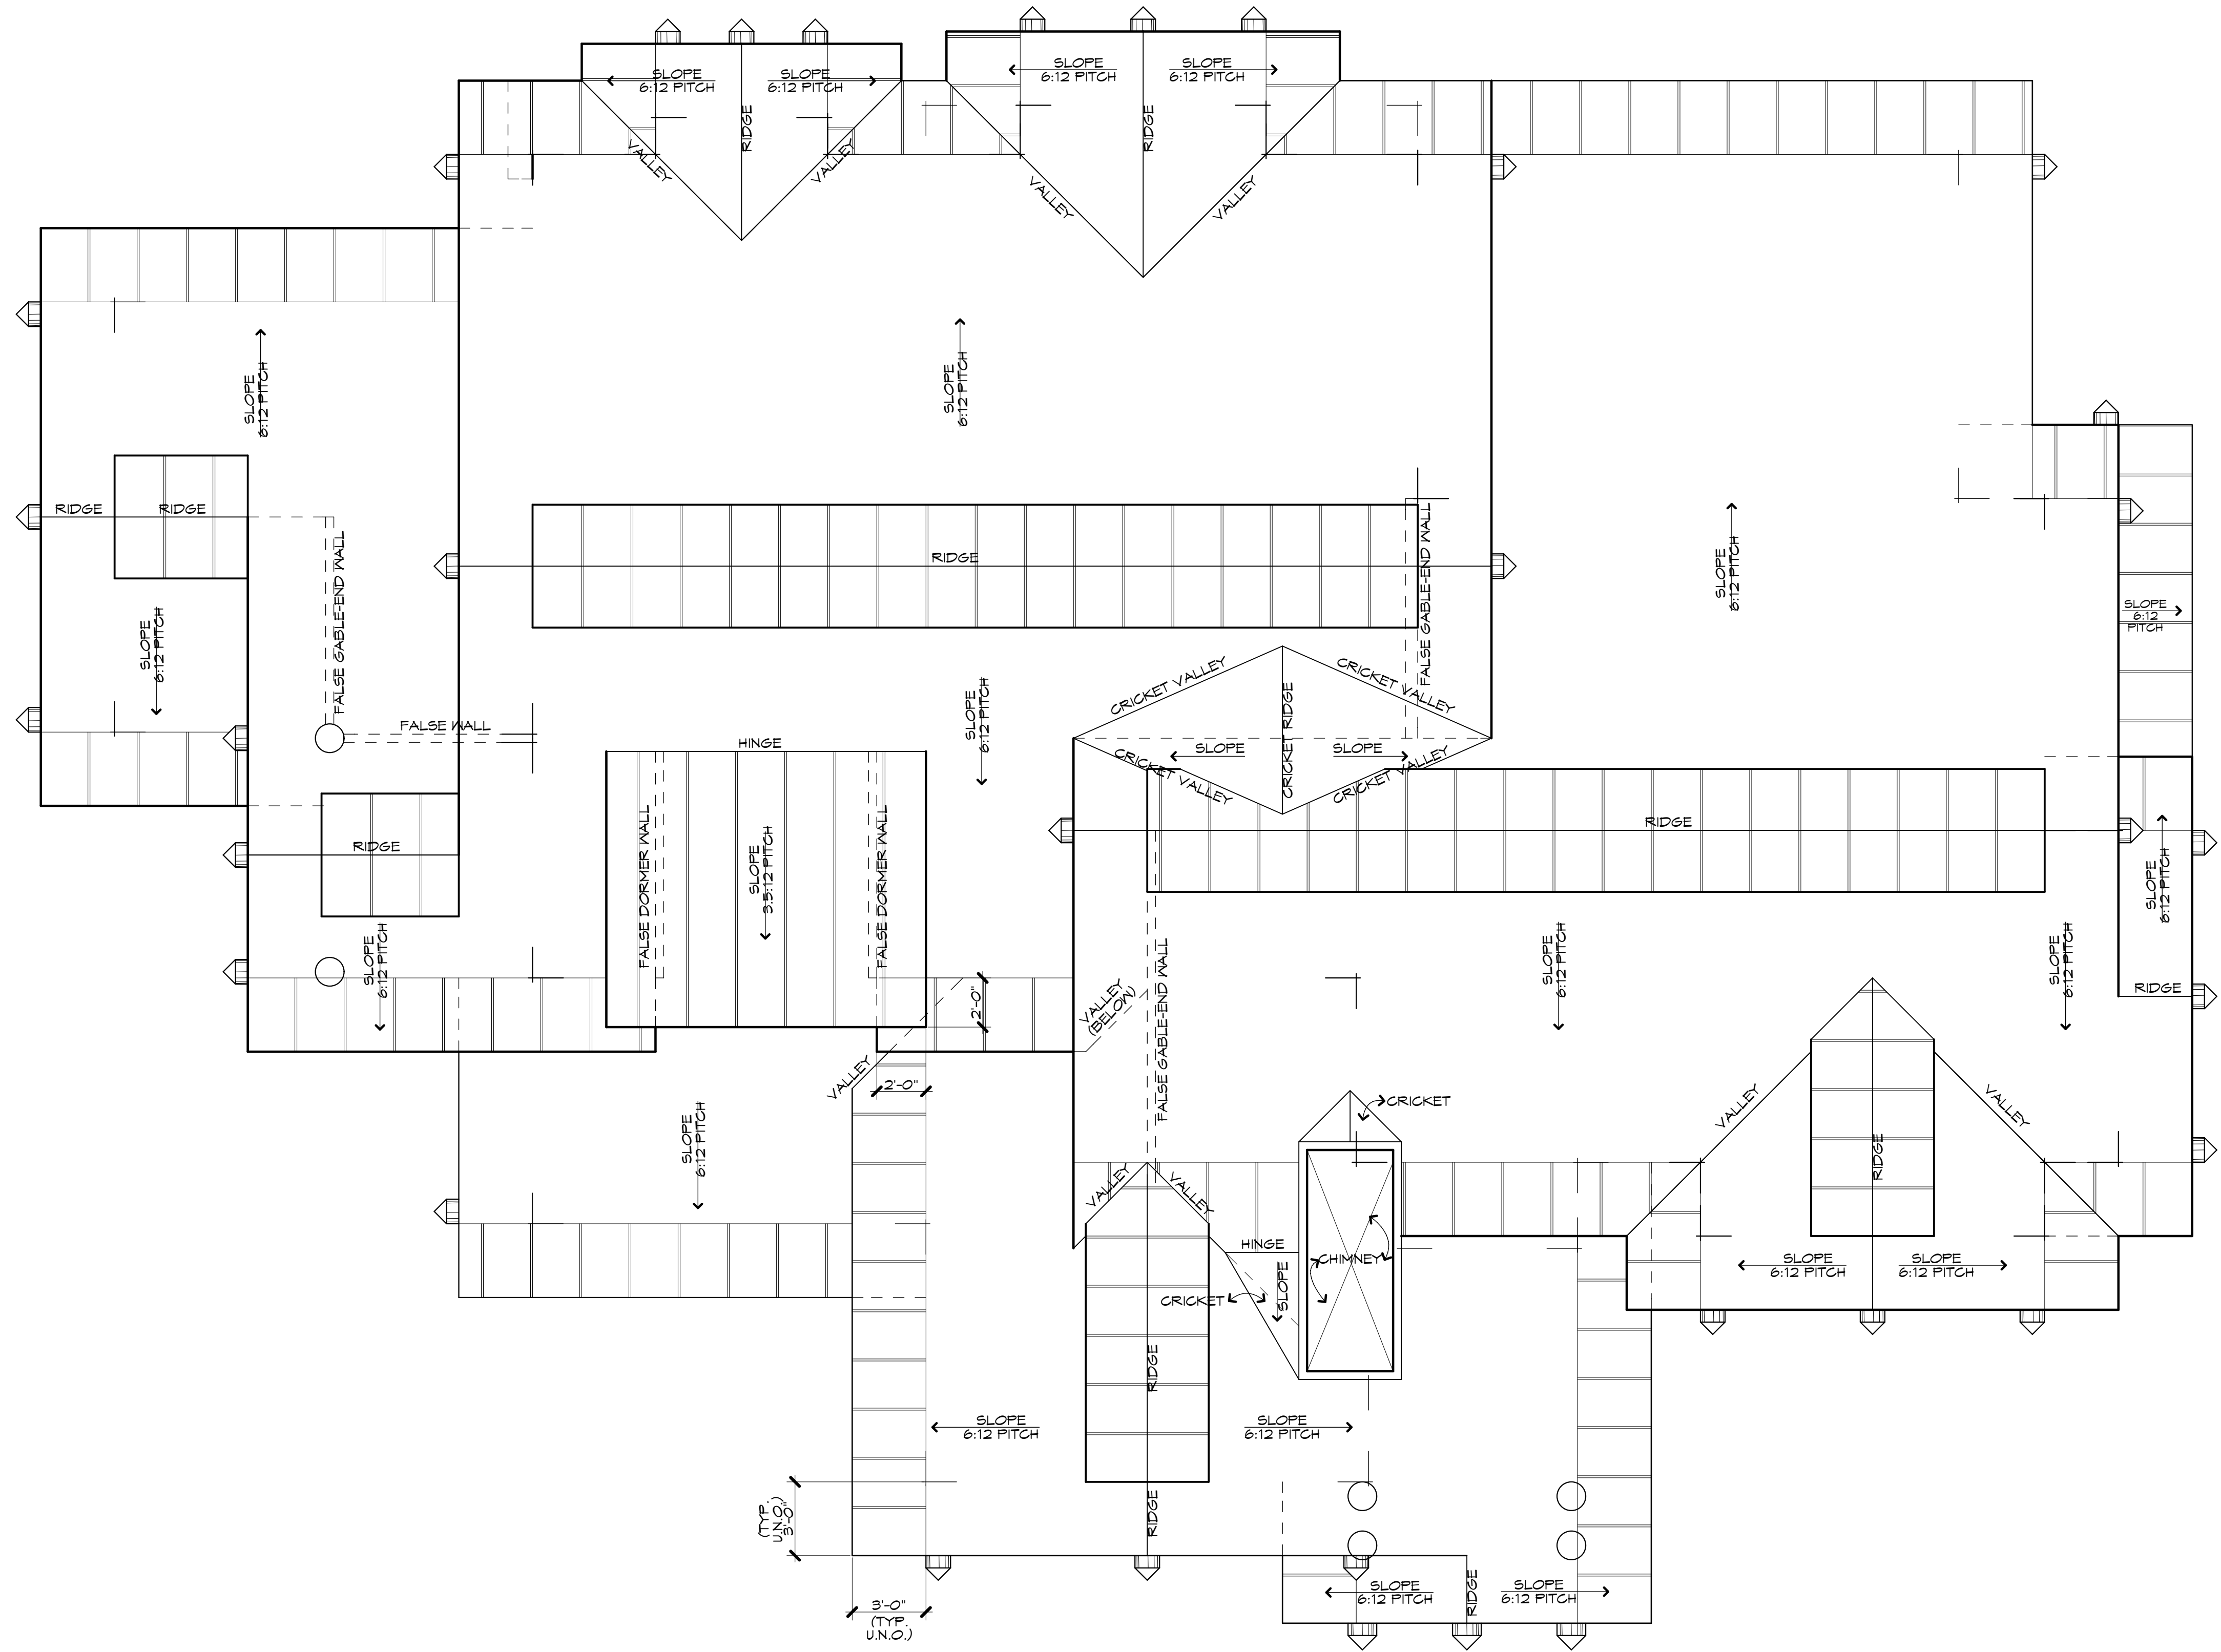 SLOPE
6:12 PITCH
SLOPE
6:12 PITCH
RIDGE
VALLEY
VALLEY
SLOPE
6:12 PITCH
SLOPE
6:12 PITCH
RIDGE
VALLEY
VALLEY
SLOPE
6:12 PITCH
SLOPE
6:12 PITCH
RIDGE
RIDGE
FALSE GABLE-END WALL
SLOPE
6:12 PITCH
FALSE WALL
RIDGE
RIDGE
FALSE GABLE-END WALL
SLOPE
6:12 PITCH
SLOPE
6:12
PITCH
CRICKET VALLEY
CRICKET VALLEY
CRICKET RIDGE
SLOPE
SLOPE
CRICKET VALLEY
CRICKET VALLEY
SLOPE
6:12 PITCH
HINGE
FALSE DORMER WALL
SLOPE
3.5:12 PITCH
FALSE DORMER WALL
RIDGE
SLOPE
6:12 PITCH
SLOPE
6:12 PITCH
2'-0"
VALLEY
(BELOW)
FALSE GABLE-END WALL
SLOPE
6:12 PITCH
SLOPE
6:12 PITCH
RIDGE
VALLEY
2'-0"
SLOPE
6:12 PITCH
CRICKET
VALLEY
VALLEY
RIDGE
VALLEY
VALLEY
HINGE
SLOPE
CHIMNEY
CRICKET
SLOPE
6:12 PITCH
SLOPE
6:12 PITCH
RIDGE
SLOPE
6:12 PITCH
SLOPE
6:12 PITCH
RIDGE
(TYP.
U.N.O.)
3'-0"
3'-0"
(TYP.
U.N.O.)
SLOPE
6:12 PITCH
RIDGE
SLOPE
6:12 PITCH